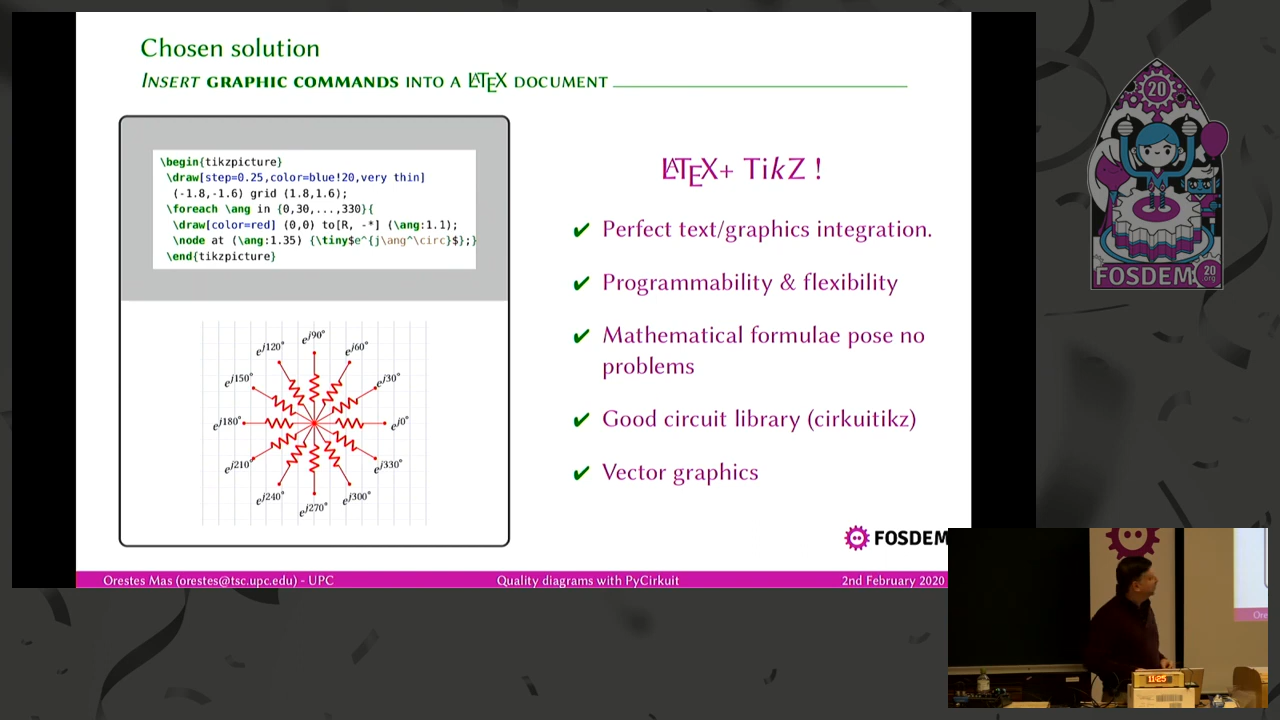 Chosen solution
INSERT GRAPHIC COMMANDS INTO A LATEX DOCUMENT
\begin{tikzpicture}
\draw[step=0.25,color=blue!20,very thin]
(-1.8,-1.6) grid (1.8,1.6);
\foreach \ang in {0,30,...,330}{
\draw[color=red] (0,0) to[R, -*] (\ang:1.1);
\node at (\ang:1.35) {\tiny$e^{j\ang^\circ}$};}
\end{tikzpicture}
e^j90°
e^j120°
e^j60°
e^j150°
e^j30°
e^j180°
e^j0°
e^j210°
e^j330°
e^j240°
e^j300°
e^j270°
LATEX+ TikZ !
✔ Perfect text/graphics integration.
✔ Programmability & flexibility
✔ Mathematical formulae pose no
problems
✔ Good circuit library (cirkuitikz)
✔ Vector graphics
FOSDEM
Orestes Mas (orestes@tsc.upc.edu) - UPC
Quality diagrams with PyCirkuit
2nd February 2020
20
FOSDEM
20
.org
11:25
Ore